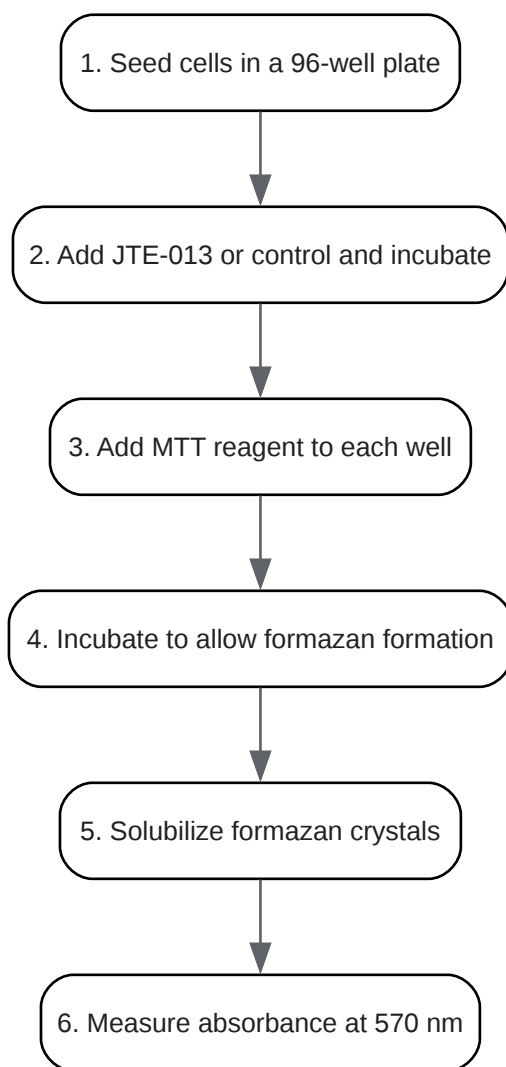 1. Seed cells in a 96-well plate
2. Add JTE-013 or control and incubate
3. Add MTT reagent to each well
4. Incubate to allow formazan formation
5. Solubilize formazan crystals
6. Measure absorbance at 570 nm